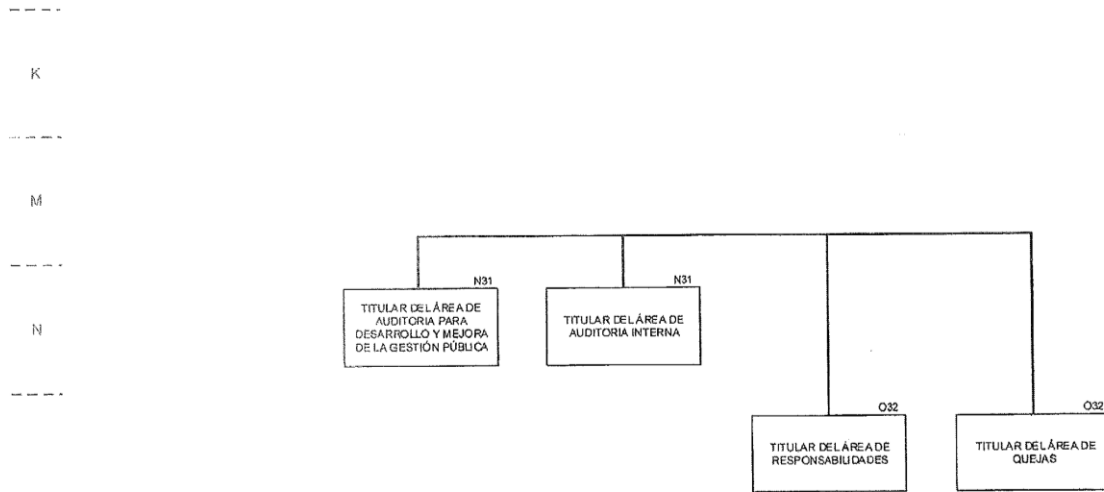 K
M
N
N31
TITULAR DEL ÁREA DE
AUDITORIA PARA
DESARROLLO Y MEJORA
DE LA GESTIÓN PÚBLICA
N31
TITULAR DEL ÁREA DE
AUDITORIA INTERNA
O32
TITULAR DEL ÁREA DE
RESPONSABILIDADES
O32
TITULAR DEL ÁREA DE
QUEJAS